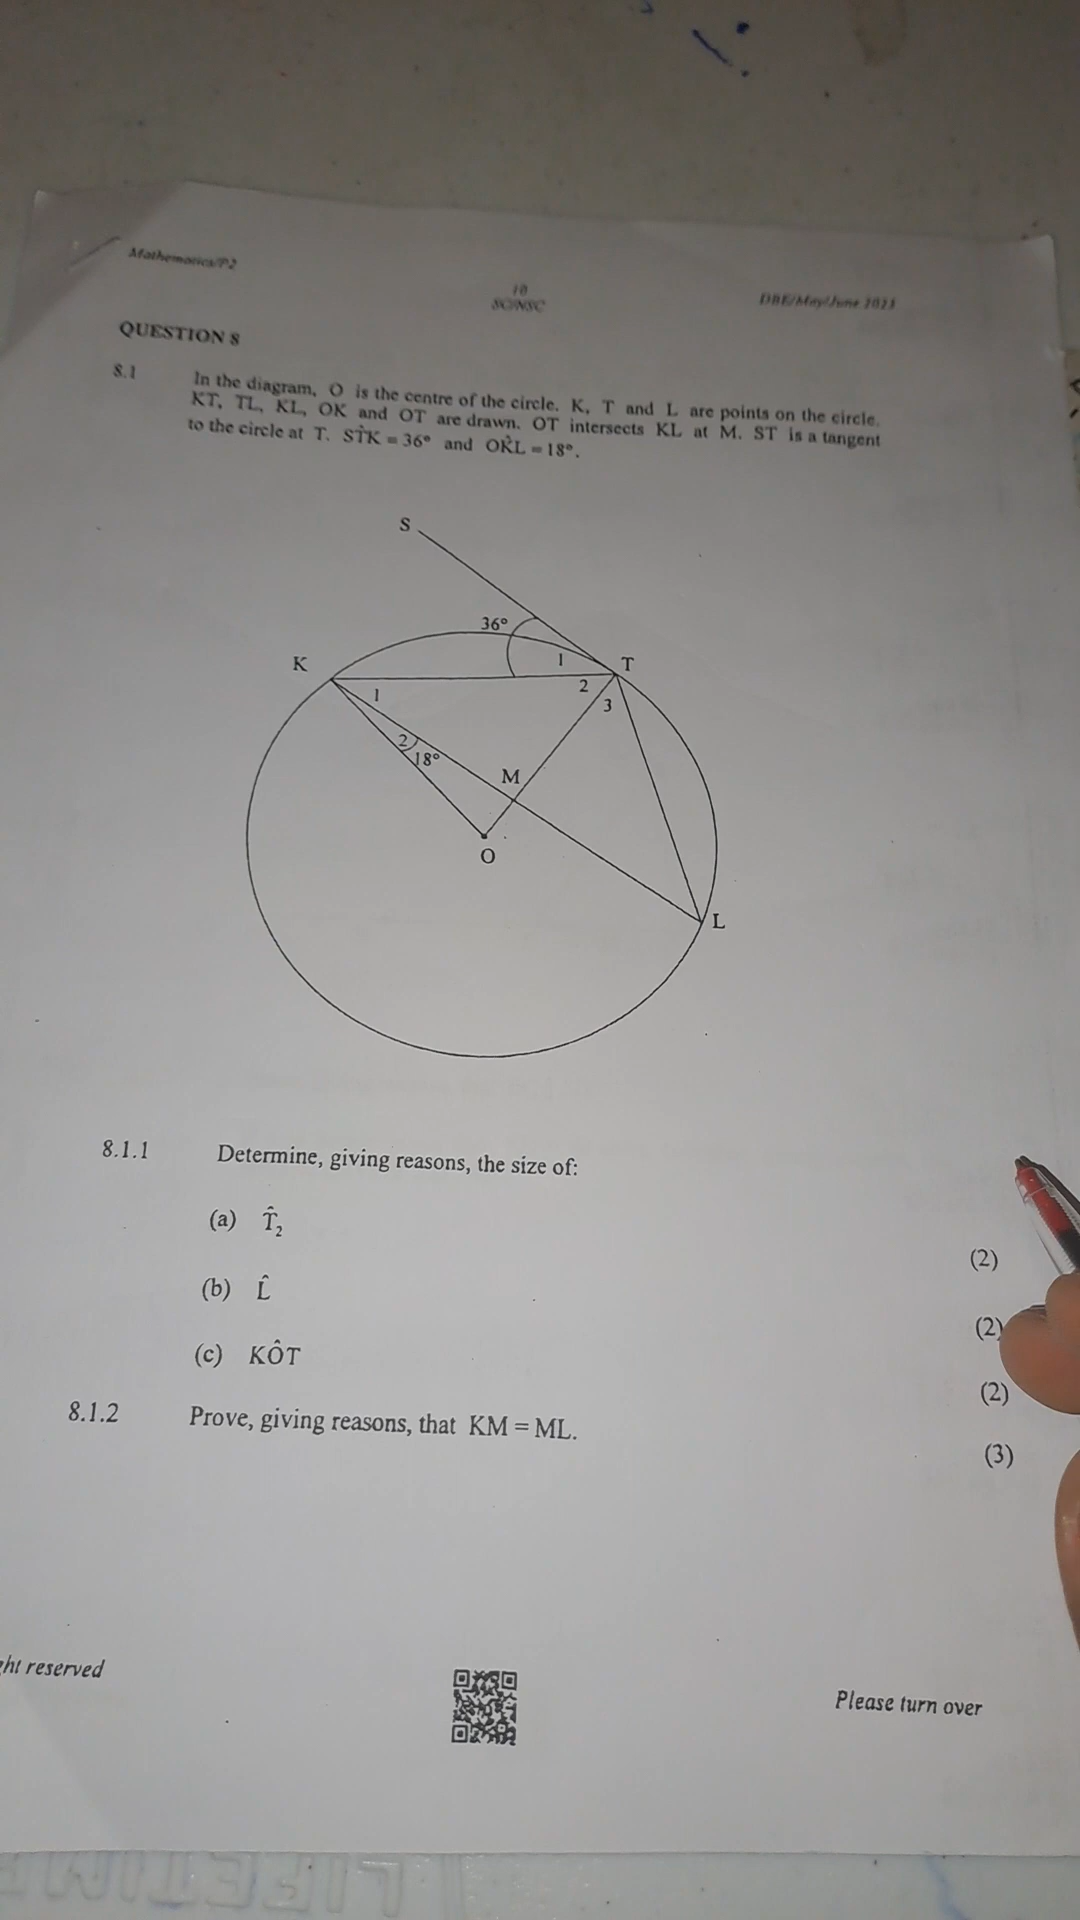 Mathematics/P2
10
SC/NSC
DBE/May/June 2023
QUESTION 8
8.1 In the diagram, O is the centre of the circle. K, T and L are points on the circle.
KT, TL, KL, OK and OT are drawn. OT intersects KL at M. ST is a tangent
to the circle at T. ST̂K = 36° and OK̂L = 18°.
S
36°
K
1
T
1
2
3
2
18°
M
O
L
8.1.1 Determine, giving reasons, the size of:
(a) T̂₂
(2)
(b) L̂
(2)
(c) KÔT
(2)
8.1.2 Prove, giving reasons, that KM = ML.
(3)
ght reserved
Please turn over